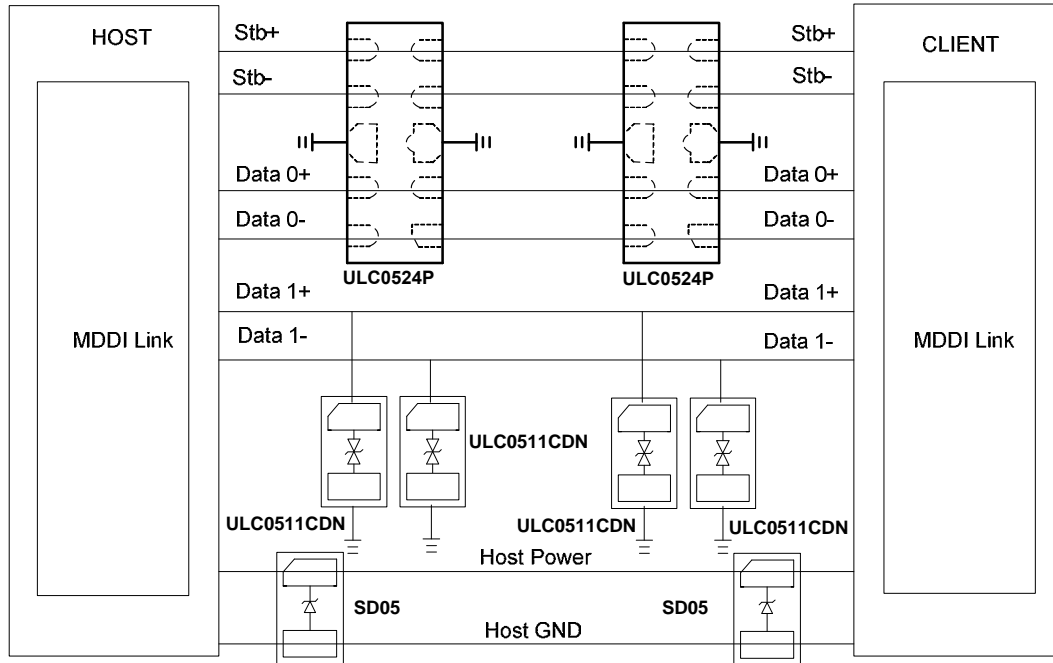 HOST
CLIENT
Stb+
Stb+
Stb-
Stb-
Data 0+
Data 0+
Data 0-
Data 0-
ULC0524P
ULC0524P
Data 1+
Data 1+
Data 1-
Data 1-
MDDI Link
MDDI Link
ULC0511CDN
ULC0511CDN
ULC0511CDN
ULC0511CDN
Host Power
SD05
SD05
Host GND